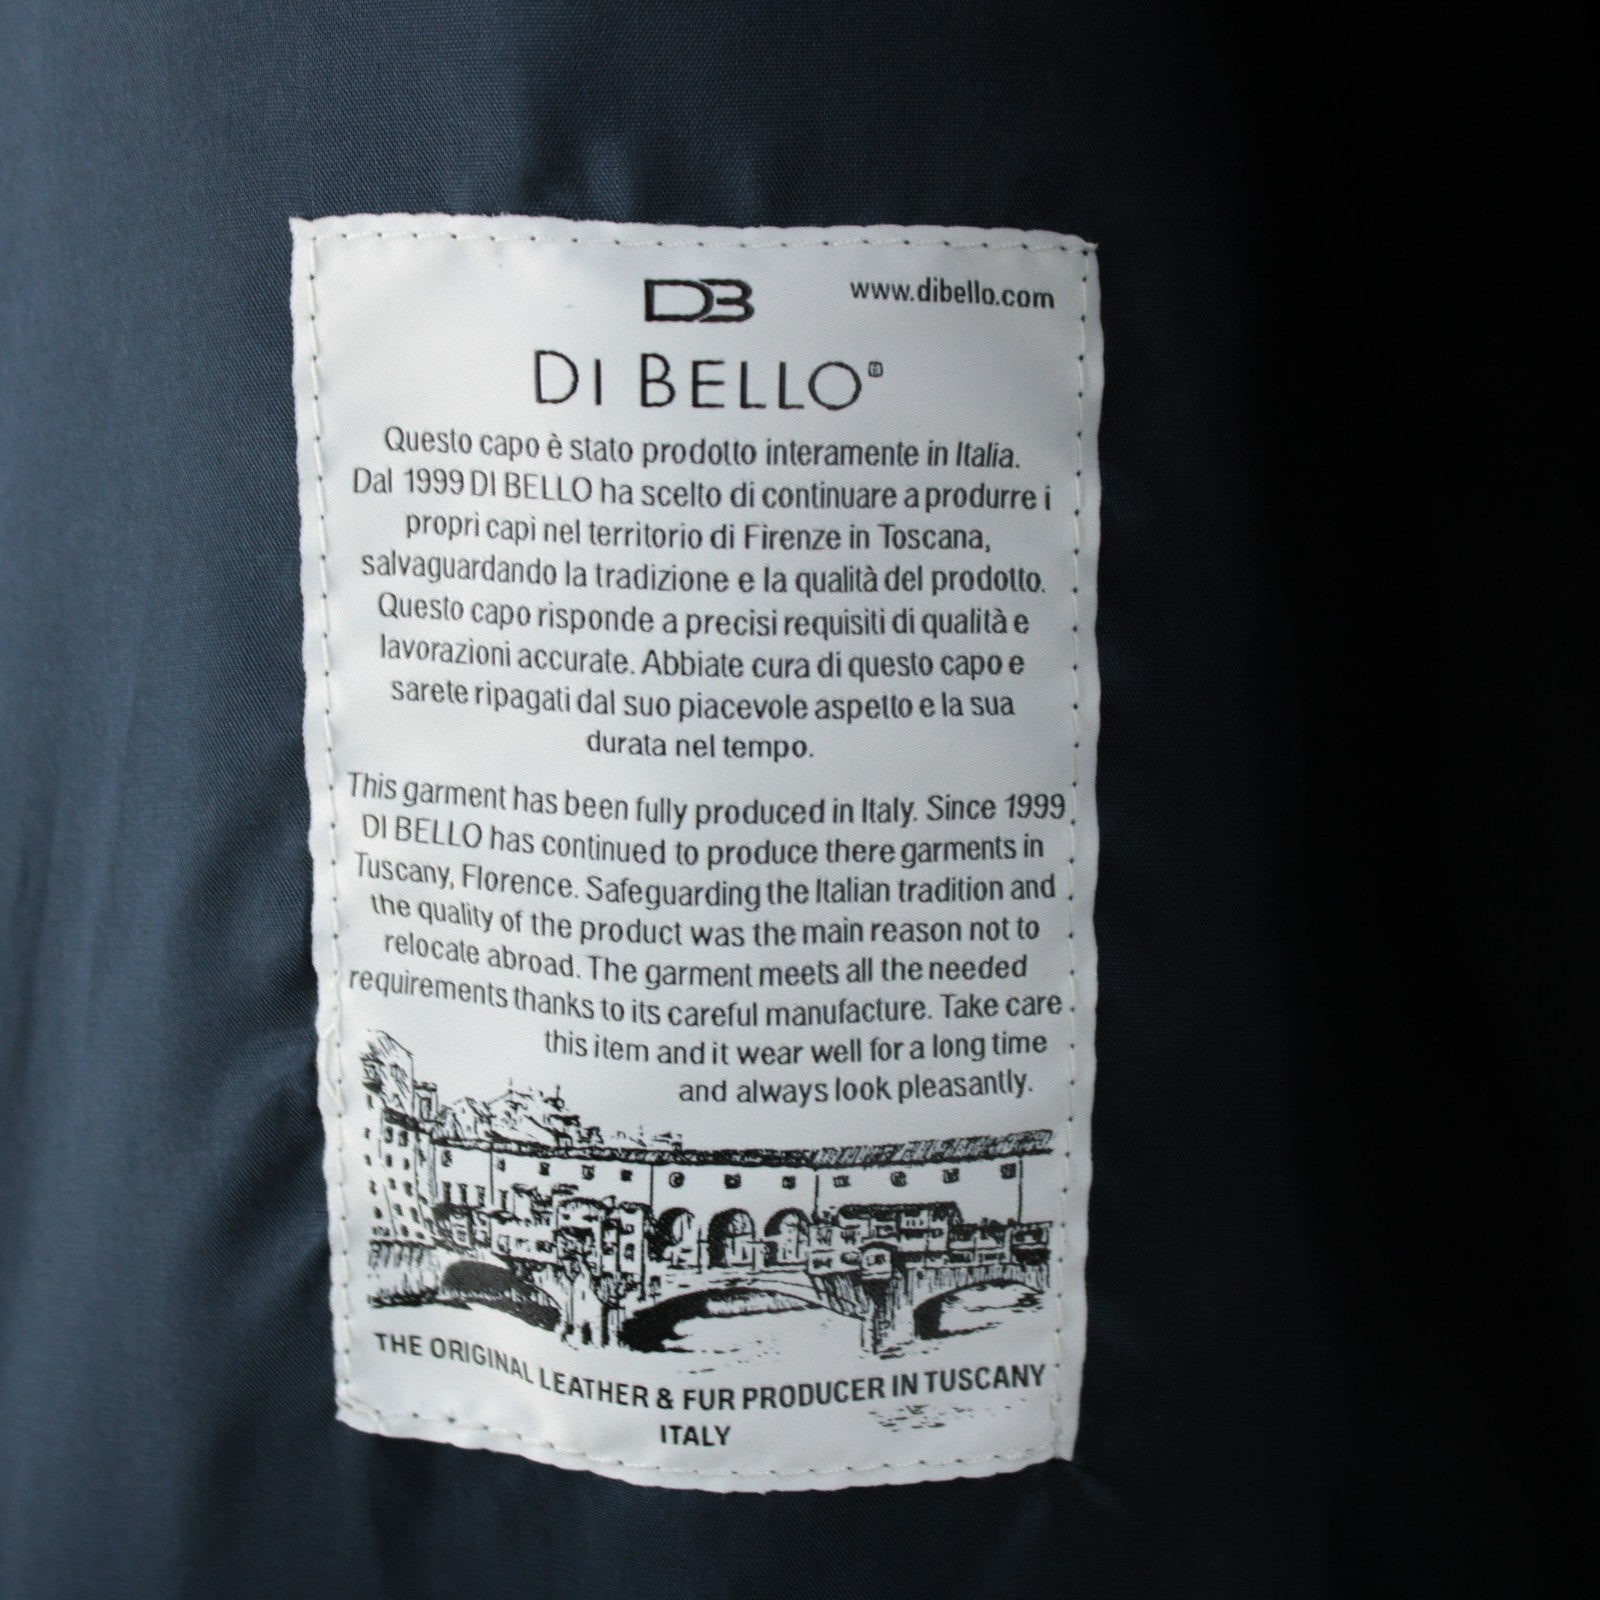 DB
www.dibello.com
DI BELLO®
Questo capo è stato prodotto interamente in Italia.
Dal 1999 DI BELLO ha scelto di continuare a produrre i
propri capi nel territorio di Firenze in Toscana,
salvaguardando la tradizione e la qualità del prodotto.
Questo capo risponde a precisi requisiti di qualità e
lavorazioni accurate. Abbiate cura di questo capo e
sarete ripagati dal suo piacevole aspetto e la sua
durata nel tempo.
This garment has been fully produced in Italy. Since 1999
DI BELLO has continued to produce there garments in
Tuscany, Florence. Safeguarding the Italian tradition and
the quality of the product was the main reason not to
relocate abroad. The garment meets all the needed
requirements thanks to its careful manufacture. Take care
this item and it wear well for a long time
and always look pleasantly.
THE ORIGINAL LEATHER & FUR PRODUCER IN TUSCANY
ITALY